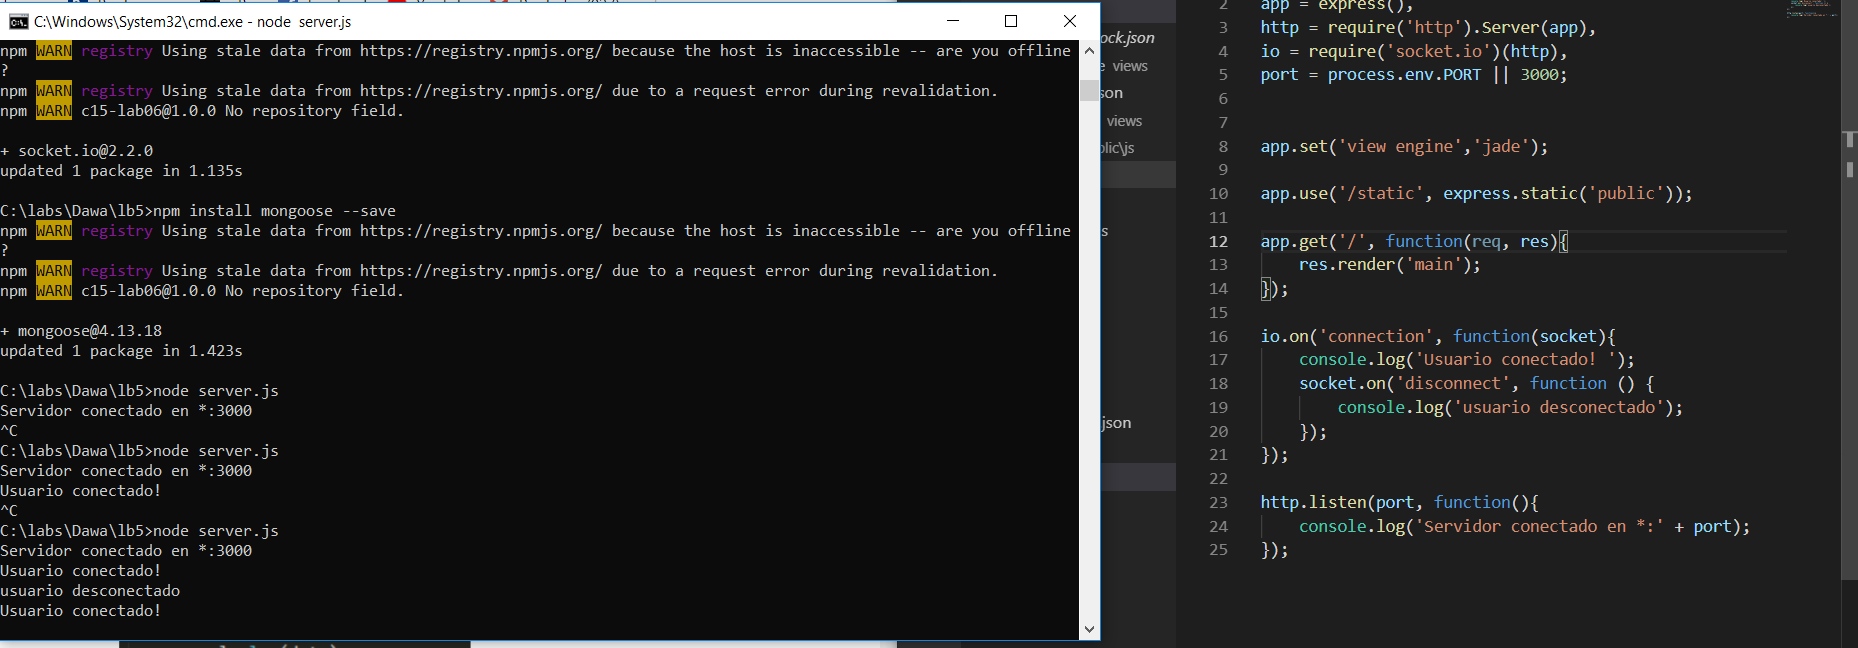 C:\Windows\System32\cmd.exe - node  server.js
npm WARN registry Using stale data from https://registry.npmjs.org/ because the host is inaccessible -- are you offline
?
npm WARN registry Using stale data from https://registry.npmjs.org/ due to a request error during revalidation.
npm WARN c15-lab06@1.0.0 No repository field.
+ socket.io@2.2.0
updated 1 package in 1.135s
C:\labs\Dawa\lb5>npm install mongoose --save
npm WARN registry Using stale data from https://registry.npmjs.org/ because the host is inaccessible -- are you offline
?
npm WARN registry Using stale data from https://registry.npmjs.org/ due to a request error during revalidation.
npm WARN c15-lab06@1.0.0 No repository field.
+ mongoose@4.13.18
updated 1 package in 1.423s
C:\labs\Dawa\lb5>node server.js
Servidor conectado en *:3000
^C
C:\labs\Dawa\lb5>node server.js
Servidor conectado en *:3000
Usuario conectado!
^C
C:\labs\Dawa\lb5>node server.js
Servidor conectado en *:3000
Usuario conectado!
usuario desconectado
Usuario conectado!
ock.json
e views
son
views
blic\js
s
json
2 app = express(),
3 http = require('http').Server(app),
4 io = require('socket.io')(http),
5 port = process.env.PORT || 3000;
6
7
8 app.set('view engine','jade');
9
10 app.use('/static', express.static('public'));
11
12 app.get('/', function(req, res){
13     res.render('main');
14 });
15
16 io.on('connection', function(socket){
17     console.log('Usuario conectado! ');
18     socket.on('disconnect', function () {
19         console.log('usuario desconectado');
20     });
21 });
22
23 http.listen(port, function(){
24     console.log('Servidor conectado en *:' + port);
25 });